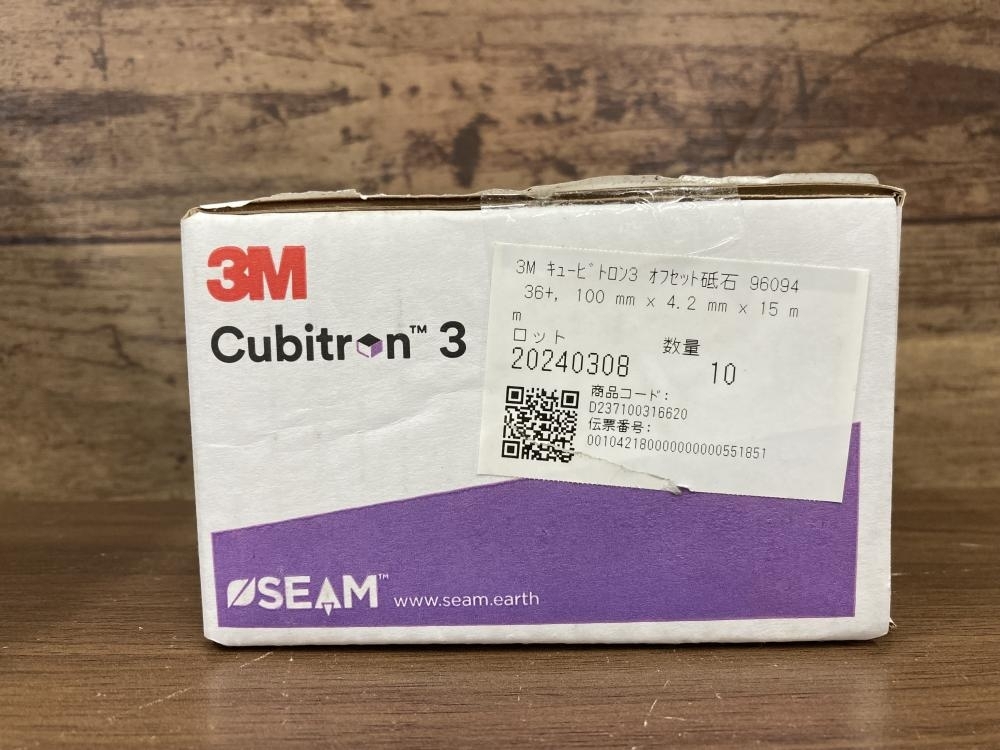 3M
Cubitron™ 3
3M キュービトロン3 オフセット砥石 96094
36+, 100 mm x 4.2 mm x 15 m
m
ロット
数量
20240308
10
商品コード:
D237100316620
伝票番号:
001042180000000000551851
SEAM™
www.seam.earth